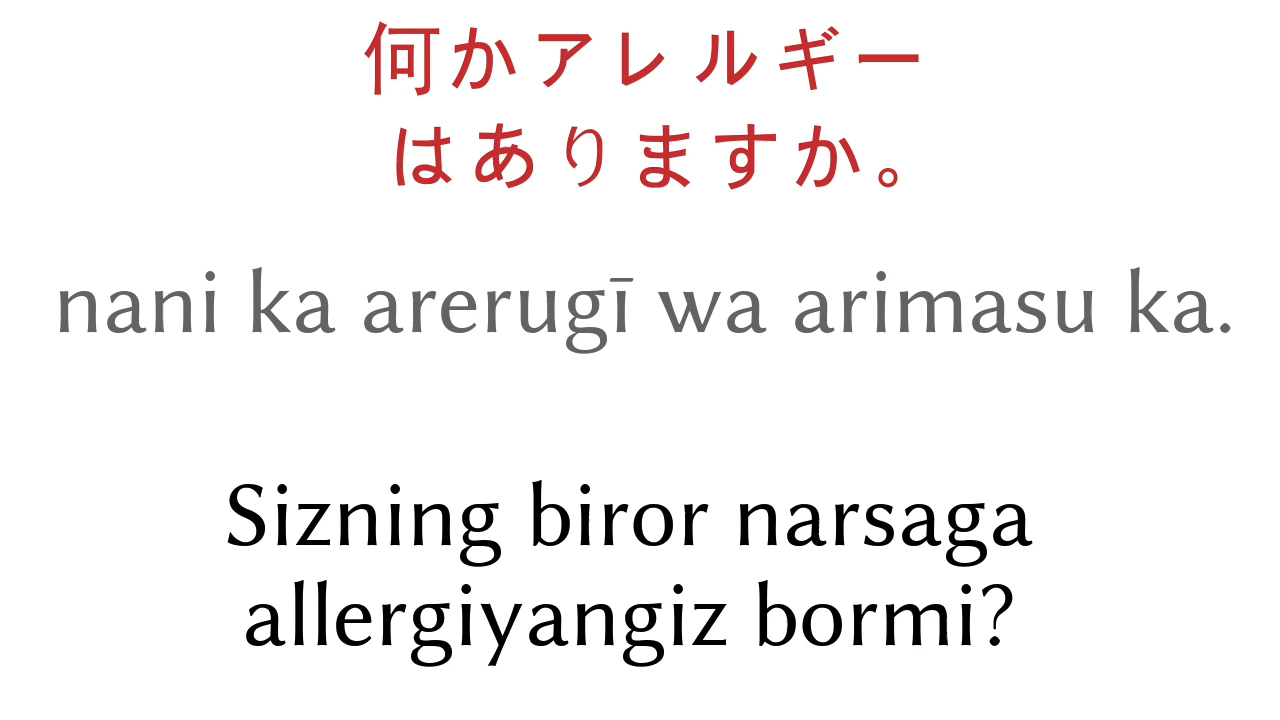 何かアレルギー
はありますか。
nani ka arerugī wa arimasu ka.
Sizning biror narsaga
allergiyangiz bormi?